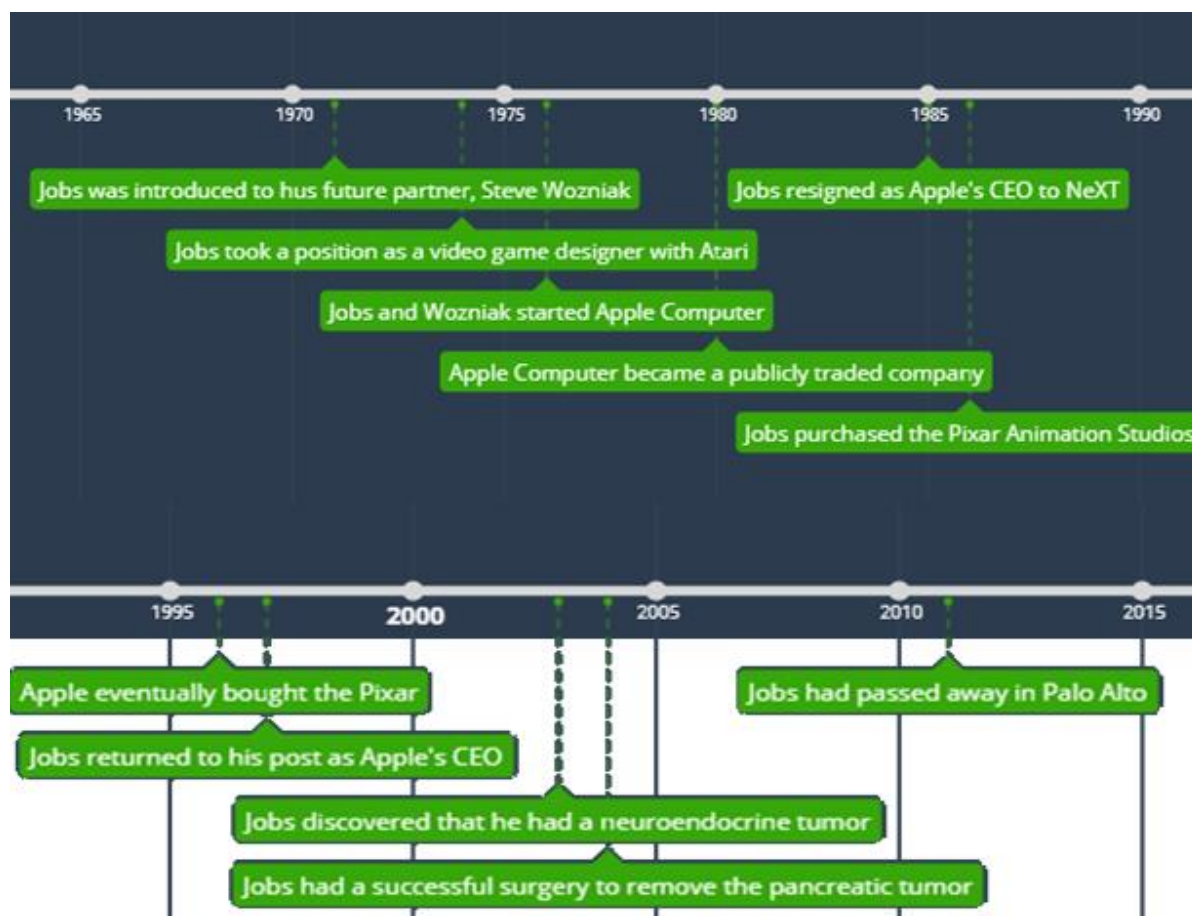 1965 1970 1975 1980 1985 1990
Jobs was introduced to hus future partner, Steve Wozniak
Jobs resigned as Apple's CEO to NeXT
Jobs took a position as a video game designer with Atari
Jobs and Wozniak started Apple Computer
Apple Computer became a publicly traded company
Jobs purchased the Pixar Animation Studios
1995 2000 2005 2010 2015
Apple eventually bought the Pixar
Jobs had passed away in Palo Alto
Jobs returned to his post as Apple's CEO
Jobs discovered that he had a neuroendocrine tumor
Jobs had a successful surgery to remove the pancreatic tumor